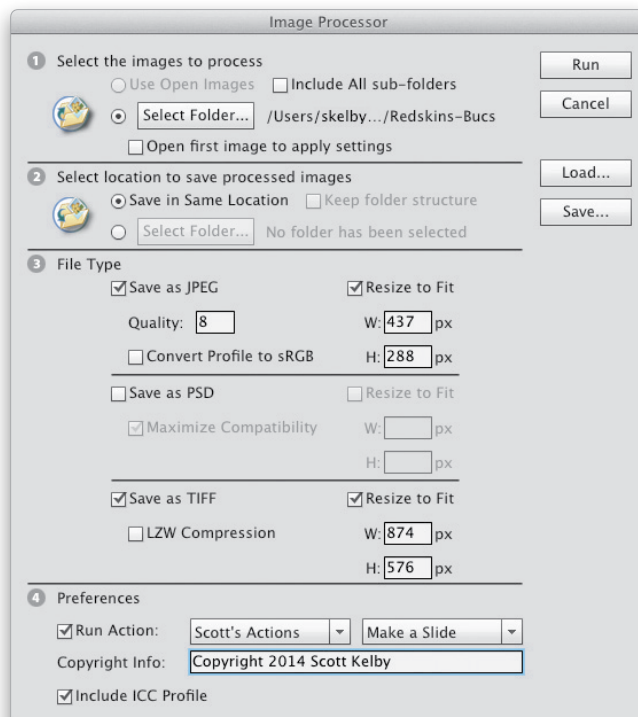 Image Processor
1 Select the images to process
Use Open Images Include All sub-folders
Select Folder... /Users/skelby.../Redskins-Bucs
Open first image to apply settings
Run
Cancel
2 Select location to save processed images
Save in Same Location Keep folder structure
Select Folder... No folder has been selected
Load...
Save...
3 File Type
Save as JPEG Resize to Fit
Quality: 8 W: 437 px
Convert Profile to sRGB H: 288 px
Save as PSD Resize to Fit
Maximize Compatibility W: px
H: px
Save as TIFF Resize to Fit
LZW Compression W: 874 px
H: 576 px
4 Preferences
Run Action: Scott's Actions Make a Slide
Copyright Info: Copyright 2014 Scott Kelby
Include ICC Profile